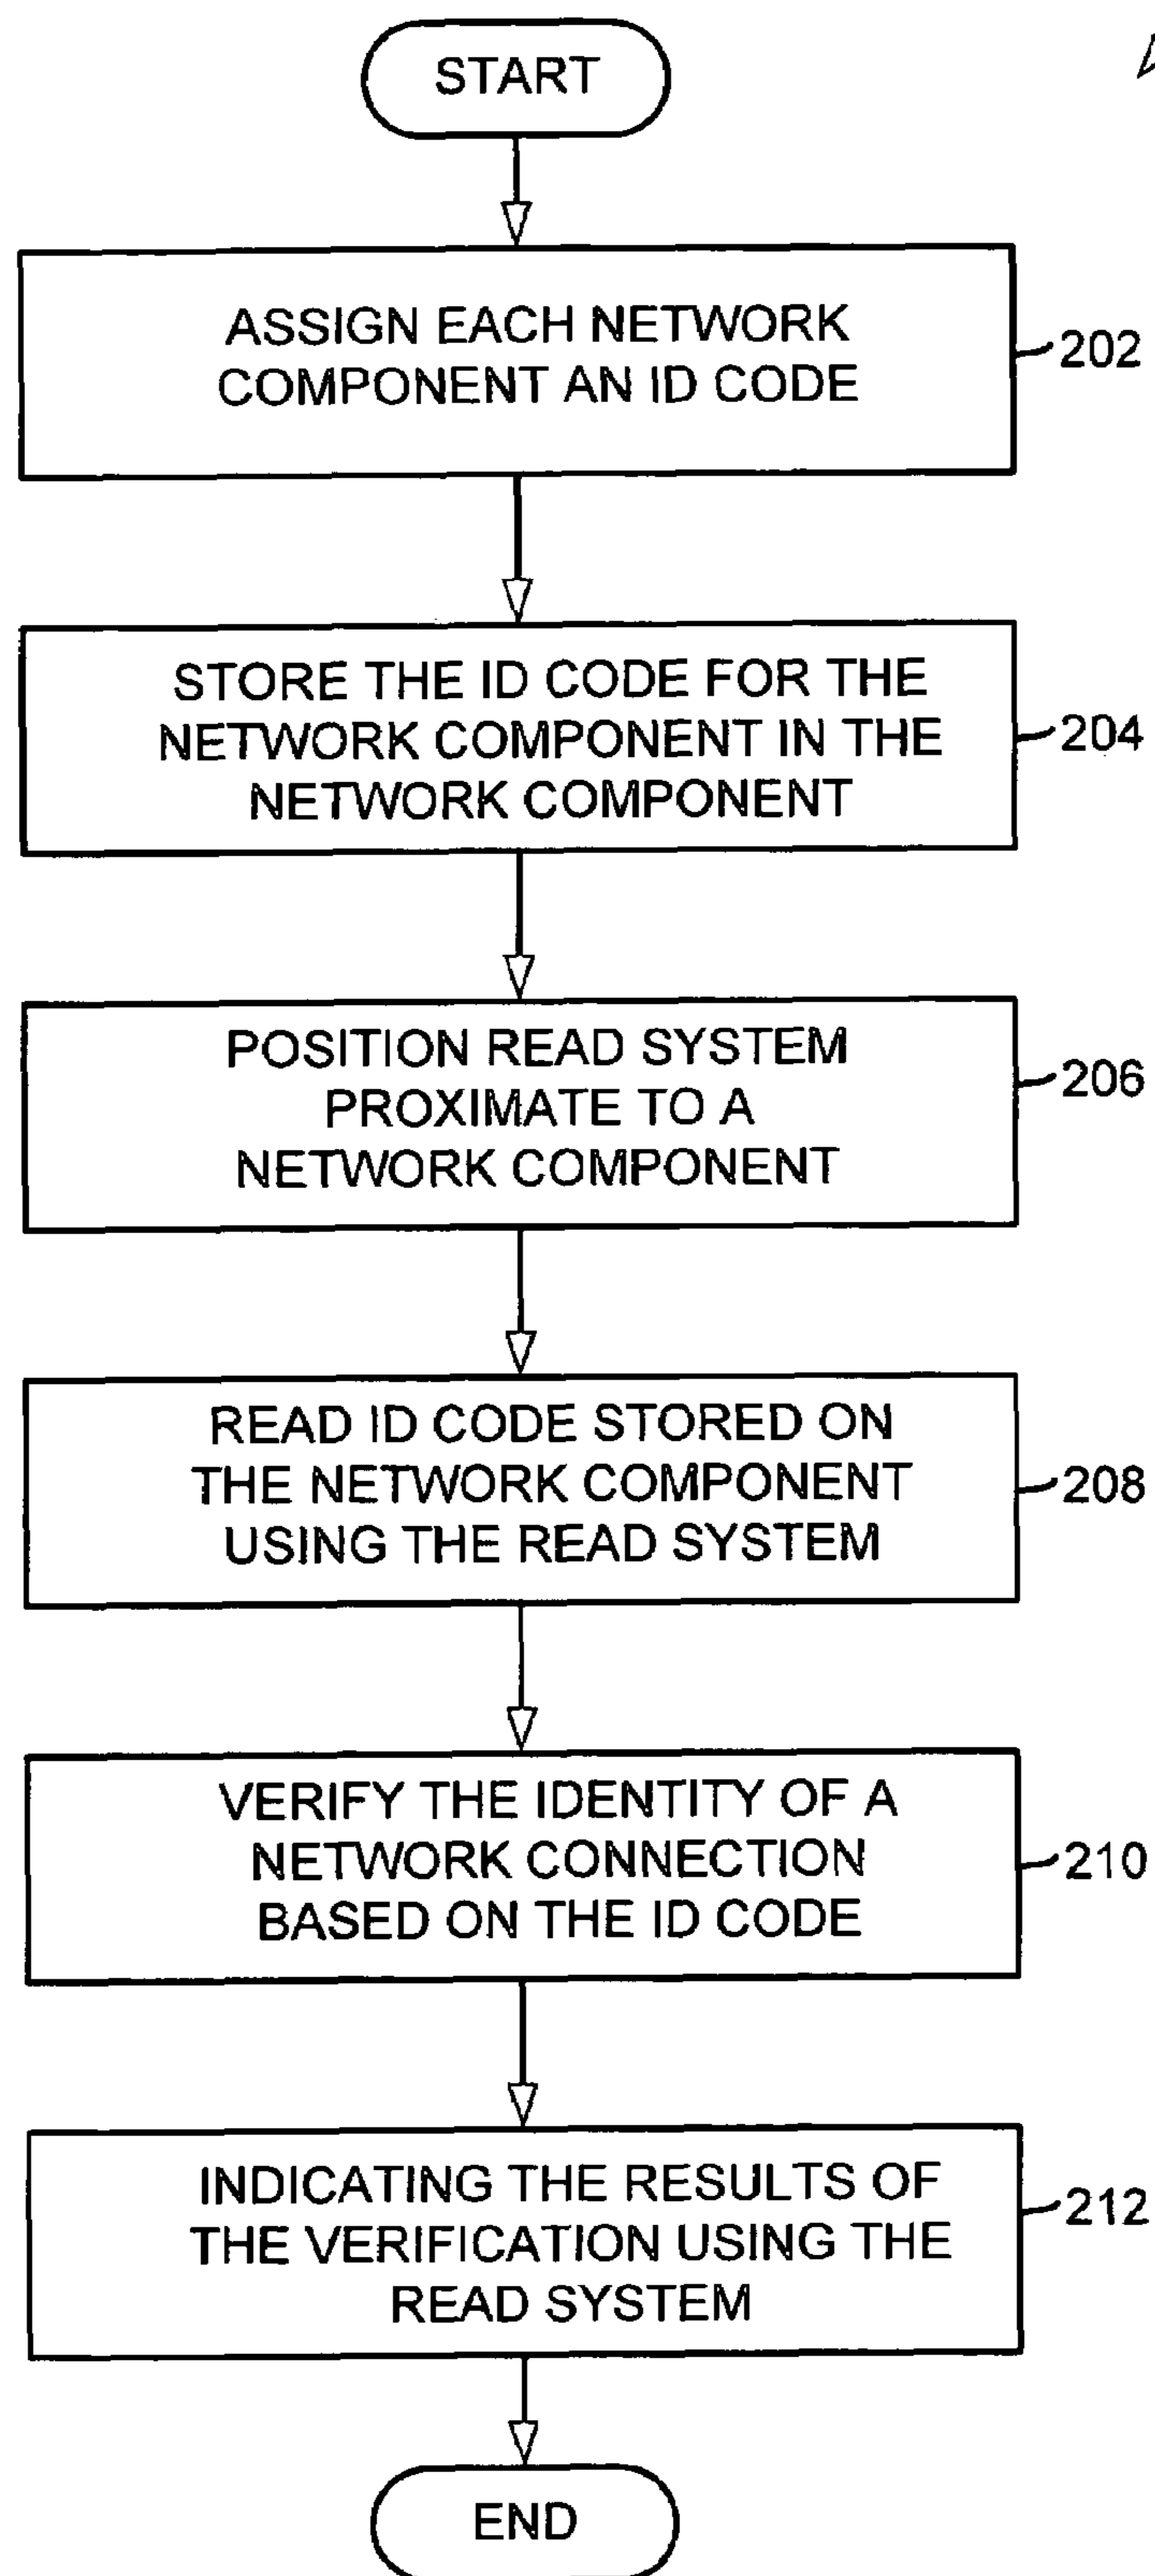 START
ASSIGN EACH NETWORK
COMPONENT AN ID CODE
202
STORE THE ID CODE FOR THE
NETWORK COMPONENT IN THE
NETWORK COMPONENT
204
POSITION READ SYSTEM
PROXIMATE TO A
NETWORK COMPONENT
206
READ ID CODE STORED ON
THE NETWORK COMPONENT
USING THE READ SYSTEM
208
VERIFY THE IDENTITY OF A
NETWORK CONNECTION
BASED ON THE ID CODE
210
INDICATING THE RESULTS OF
THE VERIFICATION USING THE
READ SYSTEM
212
END